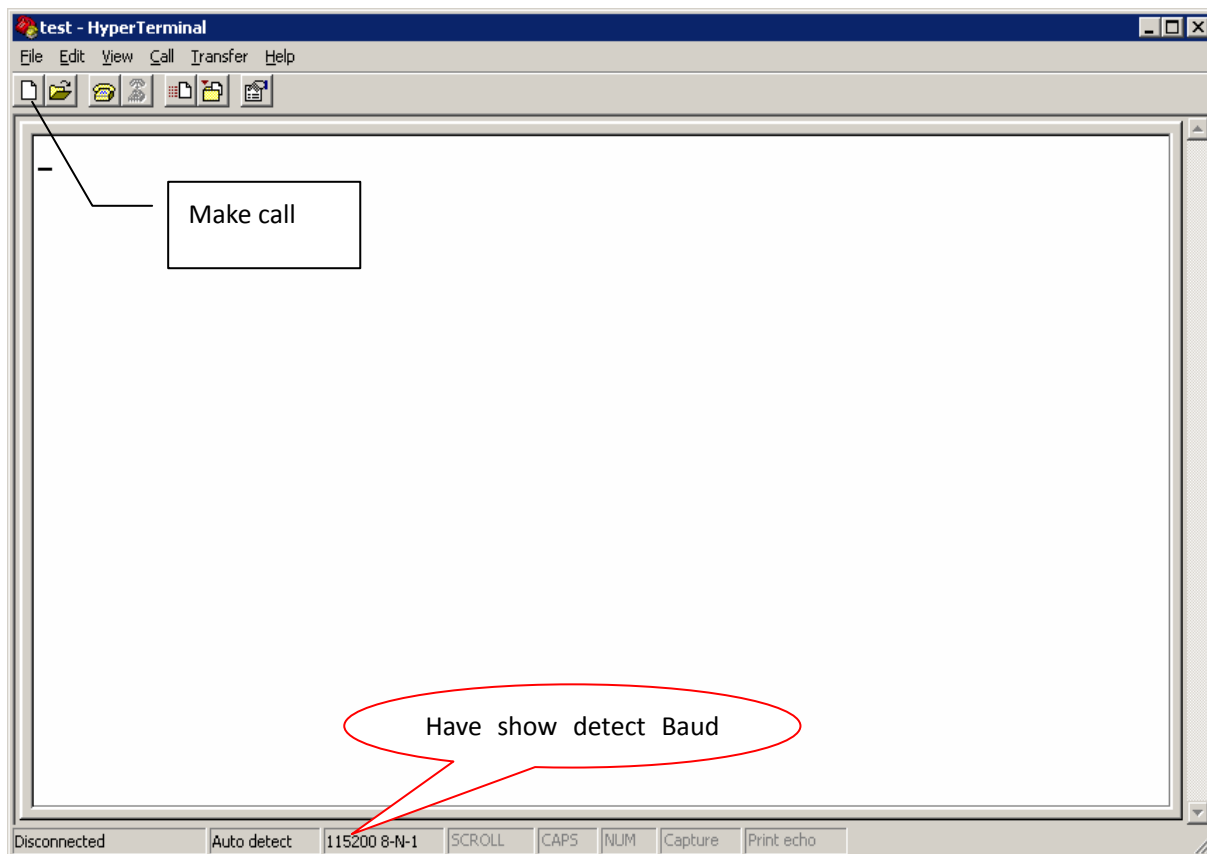 test - HyperTerminal
File Edit View Call Transfer Help
Make call
Have show detect Baud
Disconnected Auto detect 115200 8-N-1 SCROLL CAPS NUM Capture Print echo